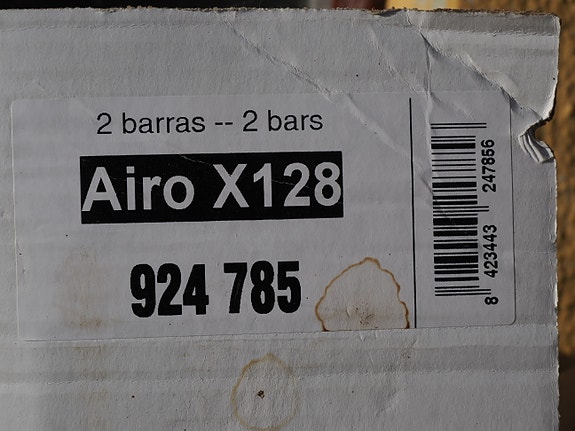 2 barras -- 2 bars
Airo X128
924 785
8 423443 247856